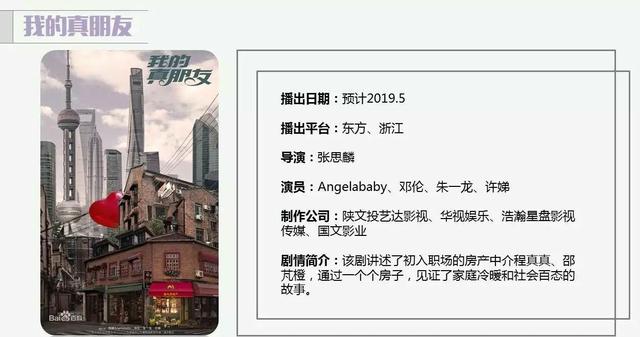 我的真朋友
我的
真朋友
播出日期：预计2019.5
播出平台：东方、浙江
导演：张思麟
演员：Angelababy、邓伦、朱一龙、许娣
制作公司：陕文投艺达影视、华视娱乐、浩瀚星盘影视
传媒、国文影业
剧情简介：该剧讲述了初入职场的房产中介程真真、邵
芃橙，通过一个个房子，见证了家庭冷暖和社会百态的
故事。
Bai百科